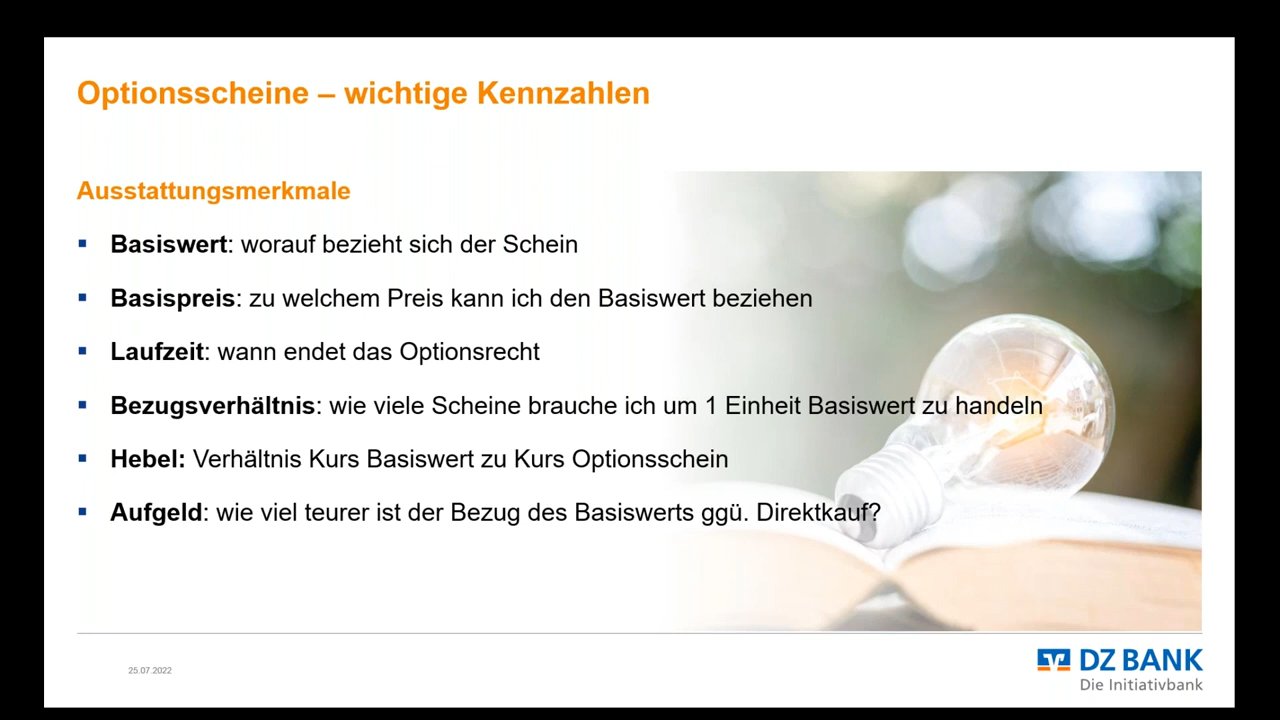 Optionsscheine – wichtige Kennzahlen
Ausstattungsmerkmale
▪ Basiswert: worauf bezieht sich der Schein
▪ Basispreis: zu welchem Preis kann ich den Basiswert beziehen
▪ Laufzeit: wann endet das Optionsrecht
▪ Bezugsverhältnis: wie viele Scheine brauche ich um 1 Einheit Basiswert zu handeln
▪ Hebel: Verhältnis Kurs Basiswert zu Kurs Optionsschein
▪ Aufgeld: wie viel teurer ist der Bezug des Basiswerts ggü. Direktkauf?
25.07.2022
DZ BANK
Die Initiativbank